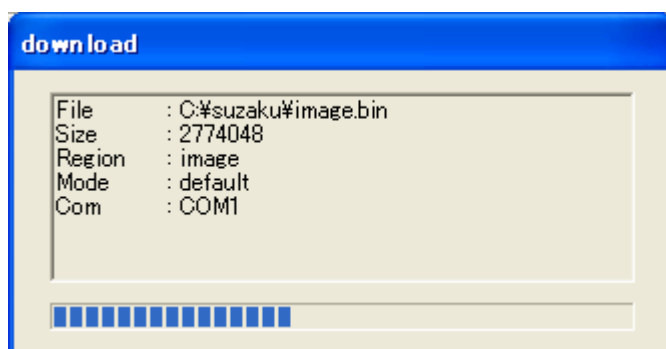 download
File : C:¥suzaku¥image.bin
Size : 2774048
Region : image
Mode : default
Com : COM1